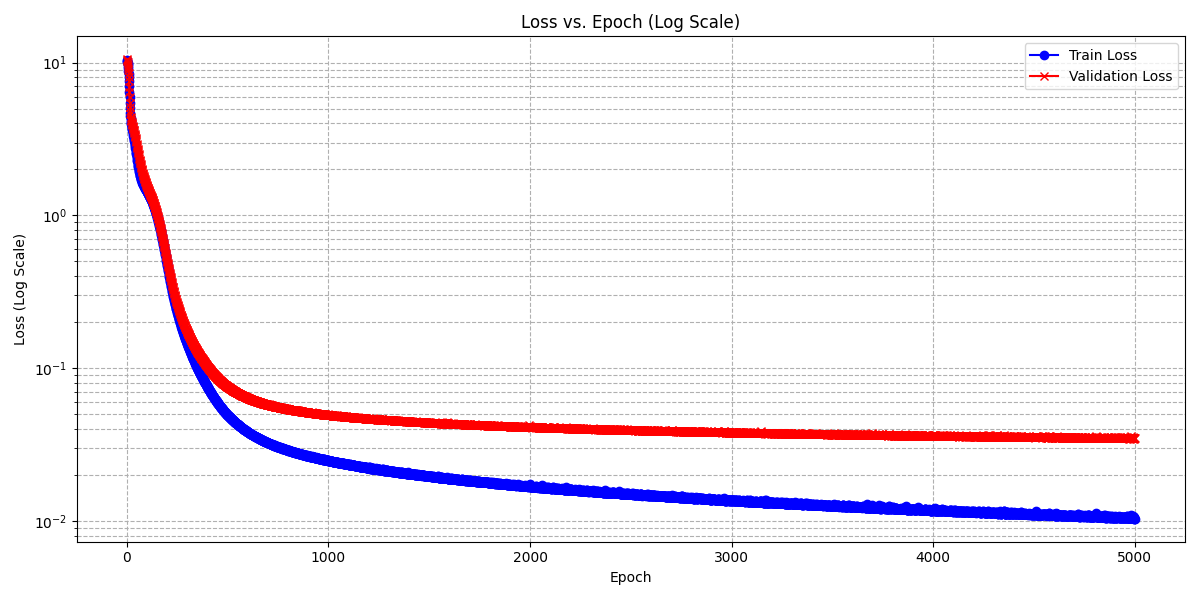 Loss vs. Epoch (Log Scale)
Train Loss
Validation Loss
Loss (Log Scale)
10¹
10⁰
10⁻¹
10⁻²
0 1000 2000 3000 4000 5000
Epoch